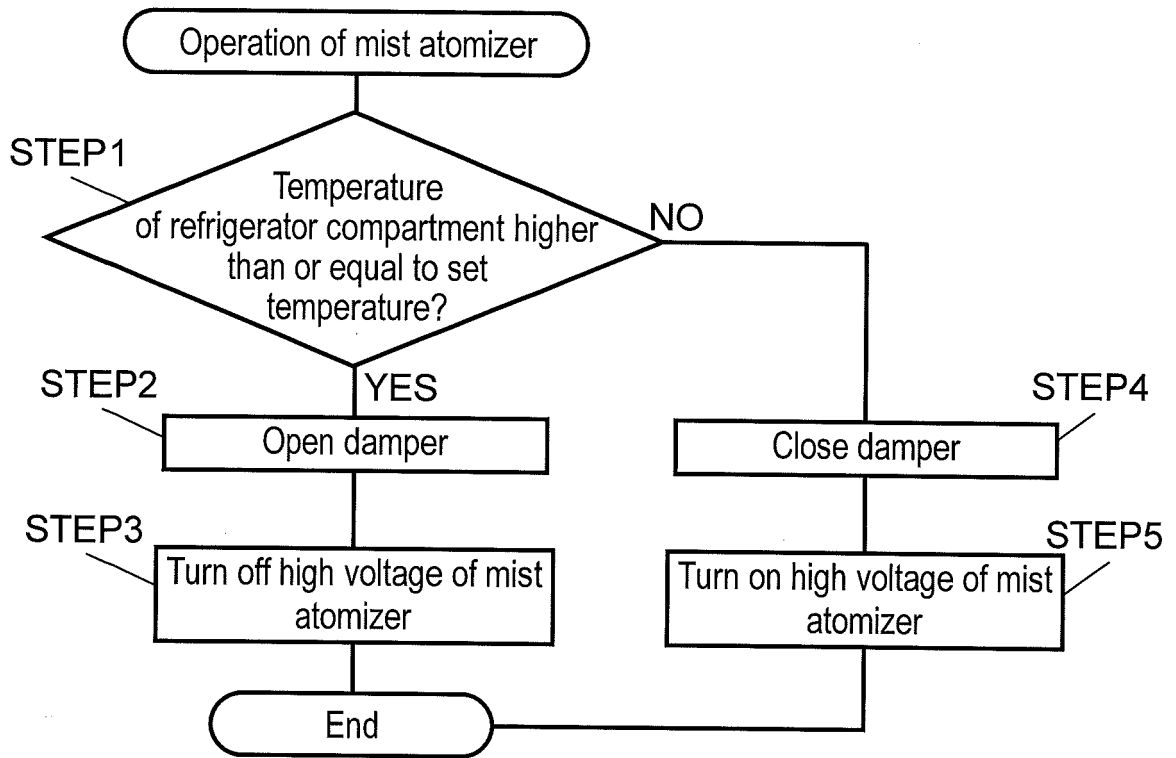 Operation of mist atomizer
STEP1
Temperature
of refrigerator compartment higher
than or equal to set
temperature?
NO
YES
STEP2
Open damper
STEP4
Close damper
STEP3
Turn off high voltage of mist
atomizer
STEP5
Turn on high voltage of mist
atomizer
End